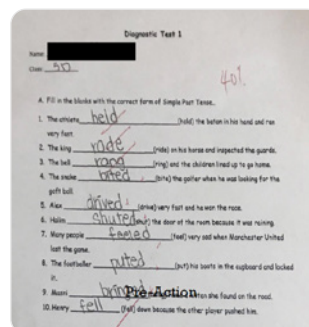 Diagnostic Test 1
Name:
Class: 5D
40%
A. Fill in the blanks with the correct form of Simple Past Tense.
1. The athlete held (hold) the baton in his hand and ran
very fast.
2. The king rode (ride) on his horse and inspected the guards.
3. The bell rang (ring) and the children lined up to go home.
4. The snake bited (bite) the golfer when he was looking for the
golf ball.
5. Alex drived (drive) very fast and he won the race.
6. Halim shuted the door of the room because it was raining.
7. Many people feeled (feel) very sad when Manchester United
lost the game.
8. The footballer puted (put) his boots in the cupboard and locked
it.
9. bringed Pre-Action she found on the road.
10. Henry fell (fall) down because the other player pushed him.